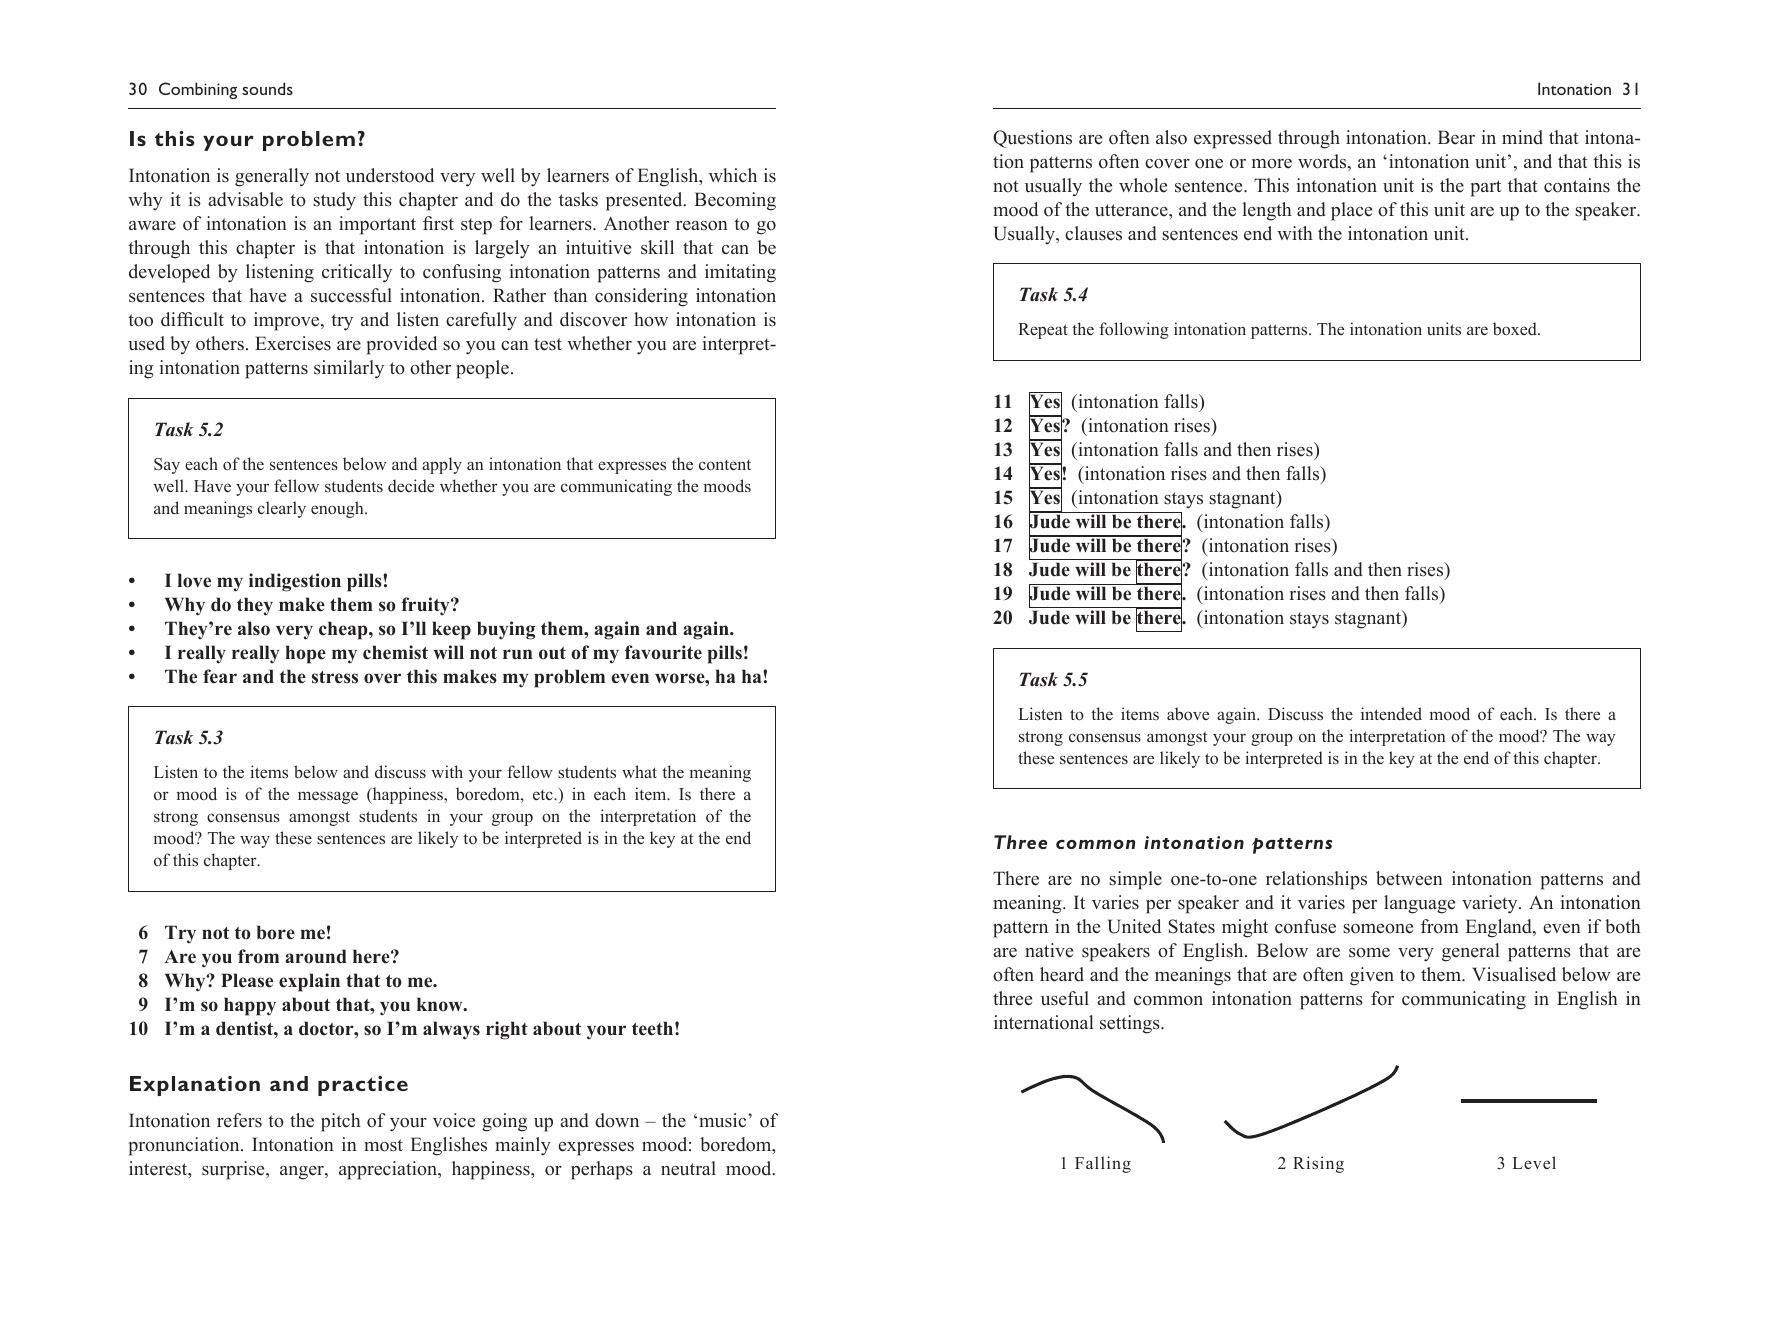 30 Combining sounds
Is this your problem?
Intonation is generally not understood very well by learners of English, which is
why it is advisable to study this chapter and do the tasks presented. Becoming
aware of intonation is an important first step for learners. Another reason to go
through this chapter is that intonation is largely an intuitive skill that can be
developed by listening critically to confusing intonation patterns and imitating
sentences that have a successful intonation. Rather than considering intonation
too difficult to improve, try and listen carefully and discover how intonation is
used by others. Exercises are provided so you can test whether you are interpret-
ing intonation patterns similarly to other people.
Task 5.2
Say each of the sentences below and apply an intonation that expresses the content
well. Have your fellow students decide whether you are communicating the moods
and meanings clearly enough.
• I love my indigestion pills!
• Why do they make them so fruity?
• They’re also very cheap, so I’ll keep buying them, again and again.
• I really really hope my chemist will not run out of my favourite pills!
• The fear and the stress over this makes my problem even worse, ha ha!
Task 5.3
Listen to the items below and discuss with your fellow students what the meaning
or mood is of the message (happiness, boredom, etc.) in each item. Is there a
strong consensus amongst students in your group on the interpretation of the
mood? The way these sentences are likely to be interpreted is in the key at the end
of this chapter.
6 Try not to bore me!
7 Are you from around here?
8 Why? Please explain that to me.
9 I’m so happy about that, you know.
10 I’m a dentist, a doctor, so I’m always right about your teeth!
Explanation and practice
Intonation refers to the pitch of your voice going up and down – the ‘music’ of
pronunciation. Intonation in most Englishes mainly expresses mood: boredom,
interest, surprise, anger, appreciation, happiness, or perhaps a neutral mood.
Intonation 31
Questions are often also expressed through intonation. Bear in mind that intona-
tion patterns often cover one or more words, an ‘intonation unit’, and that this is
not usually the whole sentence. This intonation unit is the part that contains the
mood of the utterance, and the length and place of this unit are up to the speaker.
Usually, clauses and sentences end with the intonation unit.
Task 5.4
Repeat the following intonation patterns. The intonation units are boxed.
11 Yes (intonation falls)
12 Yes? (intonation rises)
13 Yes (intonation falls and then rises)
14 Yes! (intonation rises and then falls)
15 Yes (intonation stays stagnant)
16 Jude will be there. (intonation falls)
17 Jude will be there? (intonation rises)
18 Jude will be there? (intonation falls and then rises)
19 Jude will be there. (intonation rises and then falls)
20 Jude will be there. (intonation stays stagnant)
Task 5.5
Listen to the items above again. Discuss the intended mood of each. Is there a
strong consensus amongst your group on the interpretation of the mood? The way
these sentences are likely to be interpreted is in the key at the end of this chapter.
Three common intonation patterns
There are no simple one-to-one relationships between intonation patterns and
meaning. It varies per speaker and it varies per language variety. An intonation
pattern in the United States might confuse someone from England, even if both
are native speakers of English. Below are some very general patterns that are
often heard and the meanings that are often given to them. Visualised below are
three useful and common intonation patterns for communicating in English in
international settings.
1 Falling
2 Rising
3 Level